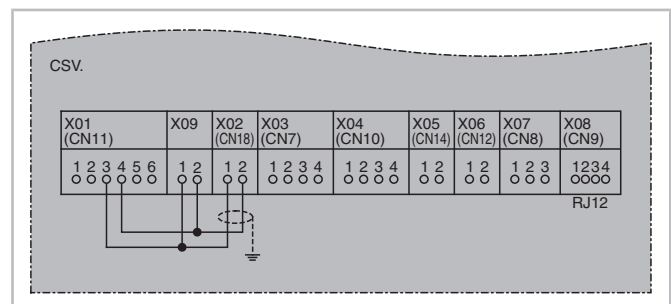 CSV.
X01 X09 X02 X03 X04 X05 X06 X07 X08
(CN11) (CN18) (CN7) (CN10) (CN14) (CN12) (CN8) (CN9)
1 2 3 4 5 6 1 2 1 2 1 2 3 4 1 2 3 4 1 2 1 2 1 2 3 1234
RJ12